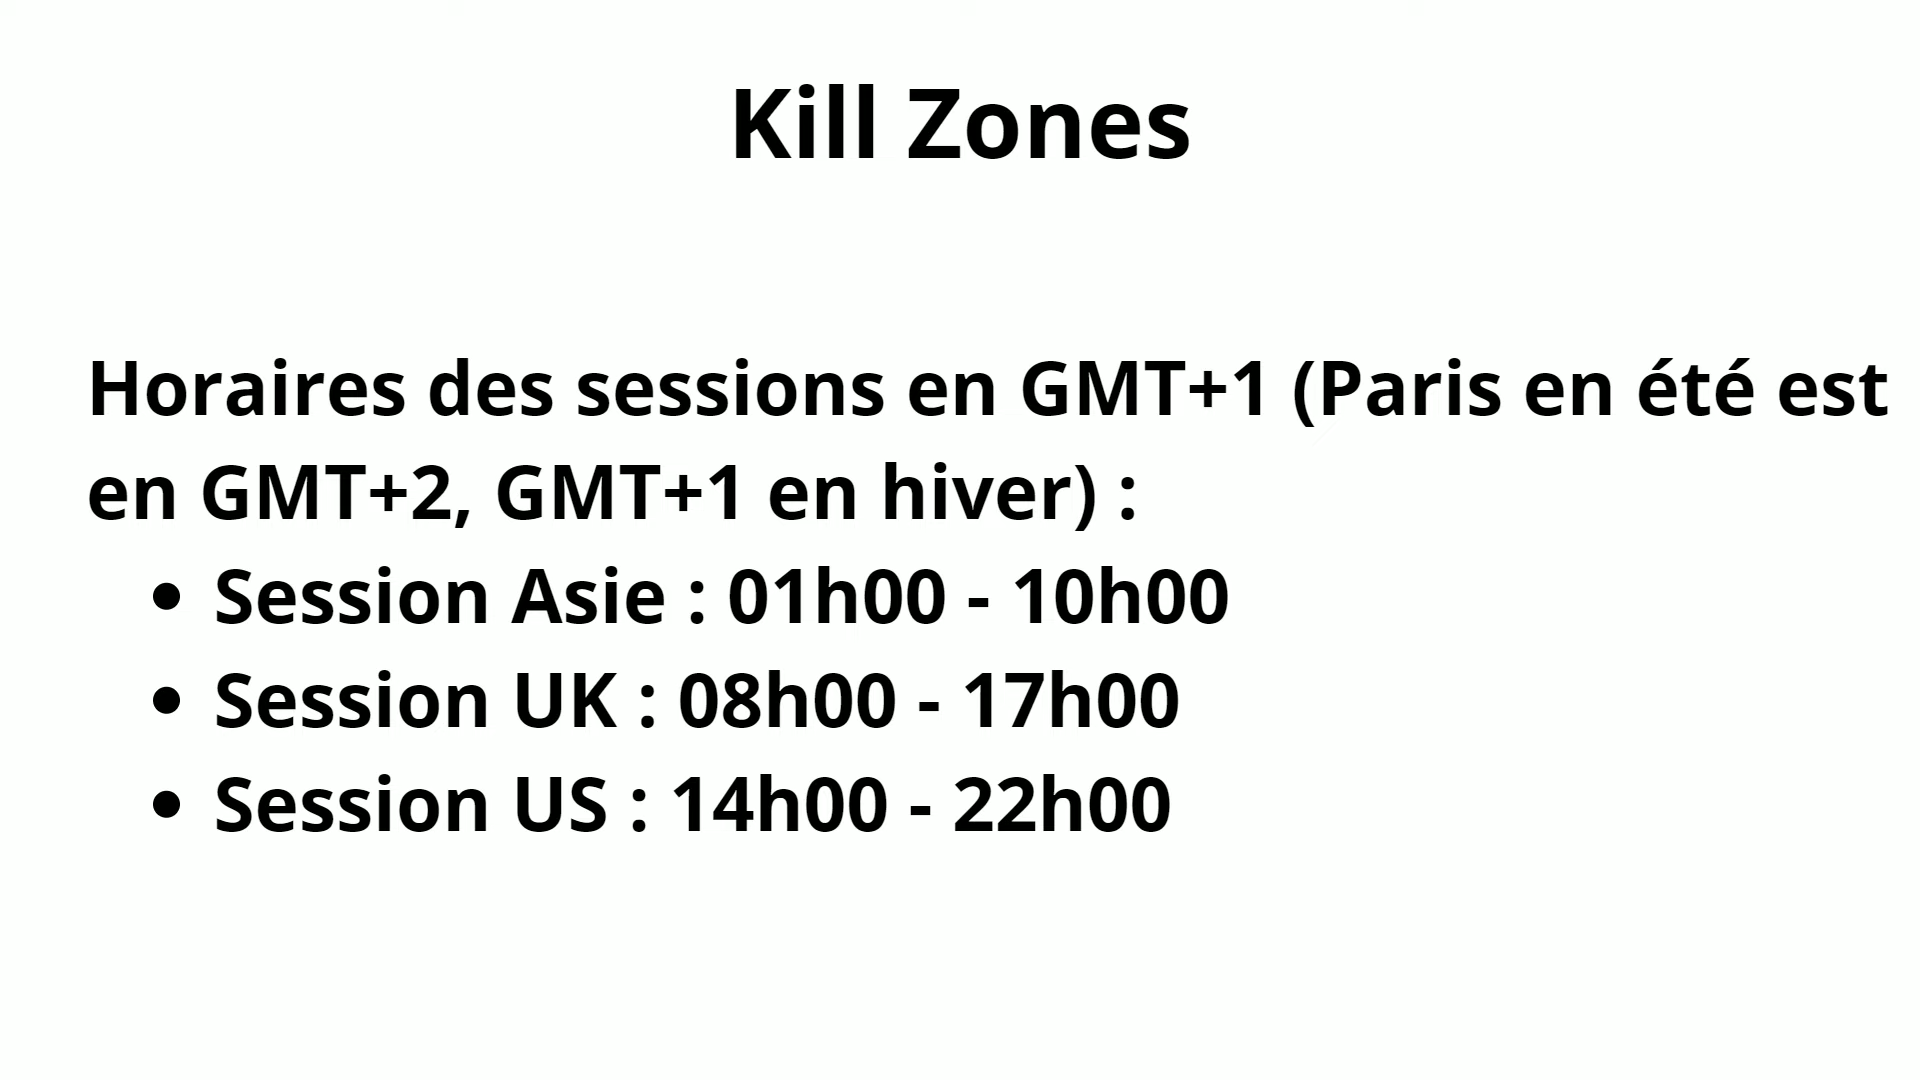 Kill Zones
Horaires des sessions en GMT+1 (Paris en été est
en GMT+2, GMT+1 en hiver) :
• Session Asie : 01h00 - 10h00
• Session UK : 08h00 - 17h00
• Session US : 14h00 - 22h00